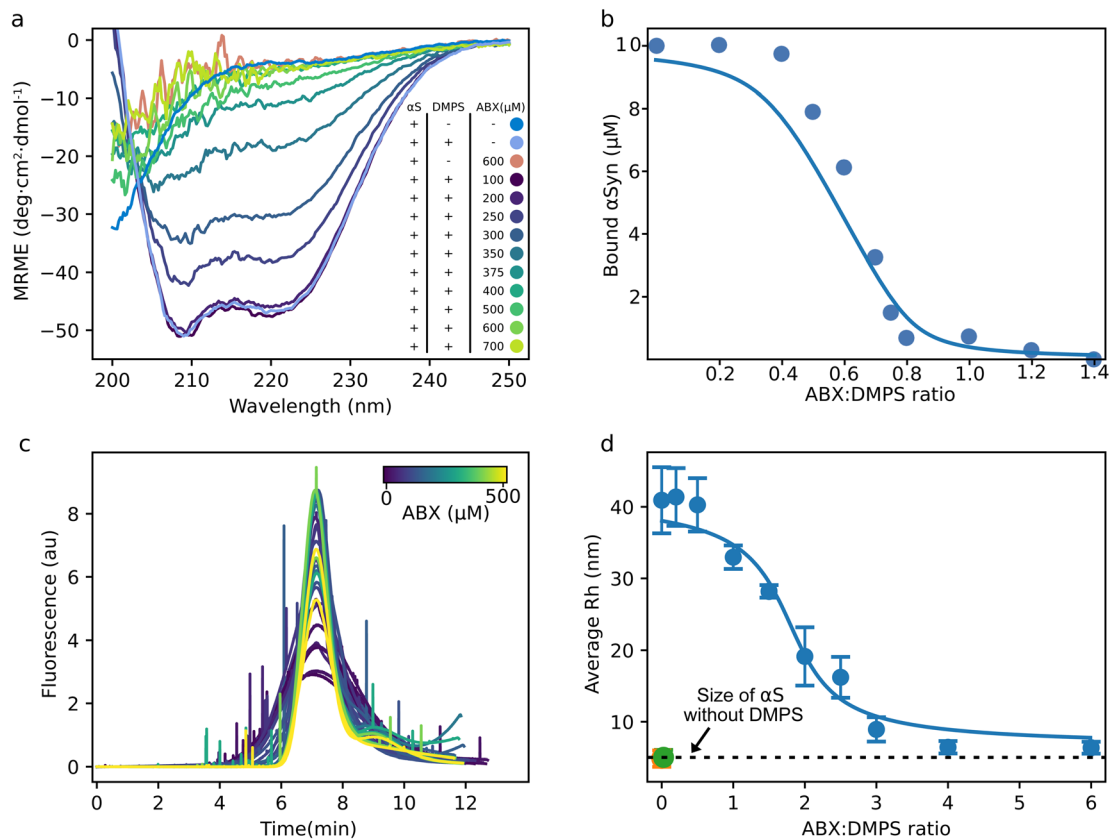 a
MRME (deg·cm²·dmol⁻¹)
0
−10
−20
−30
−40
−50
αS DMPS ABX(μM)
+ - -
+ + -
+ - 600
+ + 100
+ + 200
+ + 250
+ + 300
+ + 350
+ + 375
+ + 400
+ + 500
+ + 600
+ + 700
200 210 220 230 240 250
Wavelength (nm)
b
Bound αSyn (μM)
10
8
6
4
2
0.2 0.4 0.6 0.8 1.0 1.2 1.4
ABX:DMPS ratio
c
Fluorescence (au)
8
6
4
2
0
0 500
ABX (μM)
0 2 4 6 8 10 12
Time(min)
d
Average Rh (nm)
40
30
20
10
Size of αS
without DMPS
0 1 2 3 4 5 6
ABX:DMPS ratio